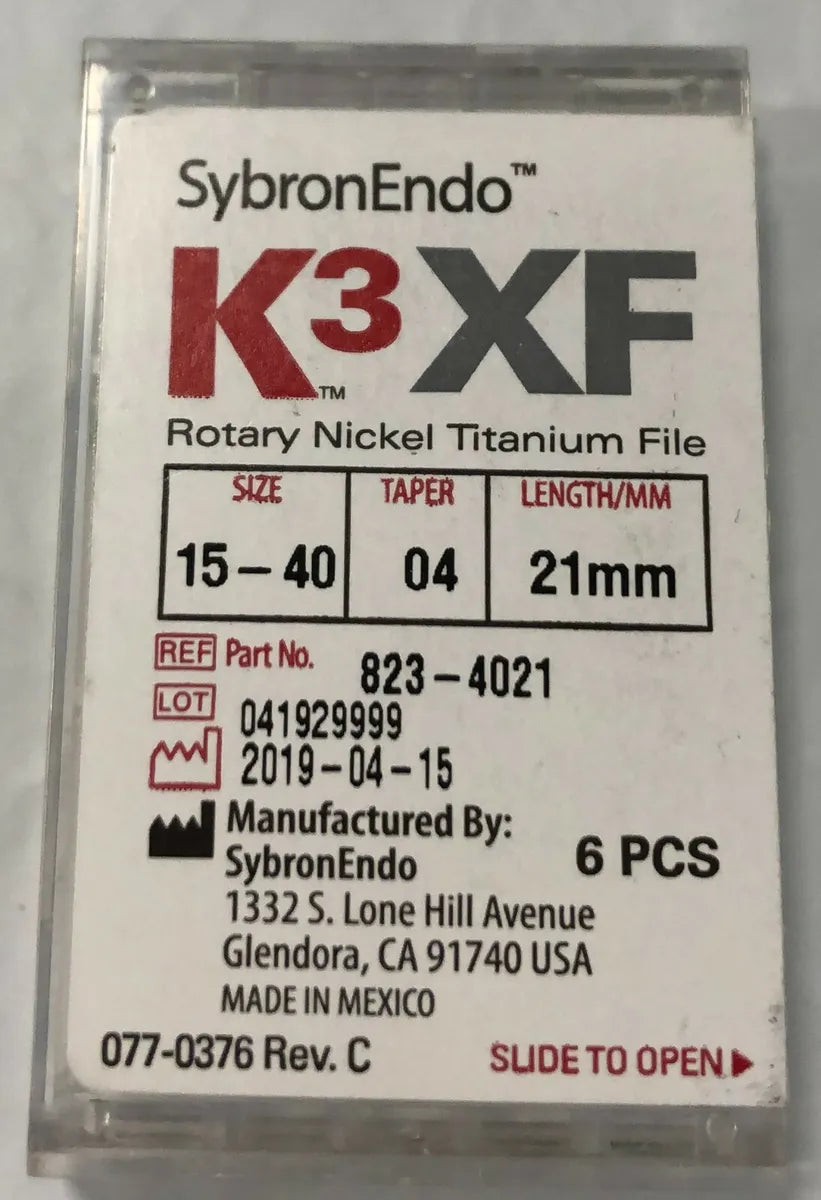 SybronEndo™
K³XF
™
Rotary Nickel Titanium File
SIZE TAPER LENGTH/MM
15-40 04 21mm
REF Part No. 823-4021
LOT 041929999
2019-04-15
Manufactured By:
SybronEndo 6 PCS
1332 S. Lone Hill Avenue
Glendora, CA 91740 USA
MADE IN MEXICO
077-0376 Rev. C SLIDE TO OPEN▶